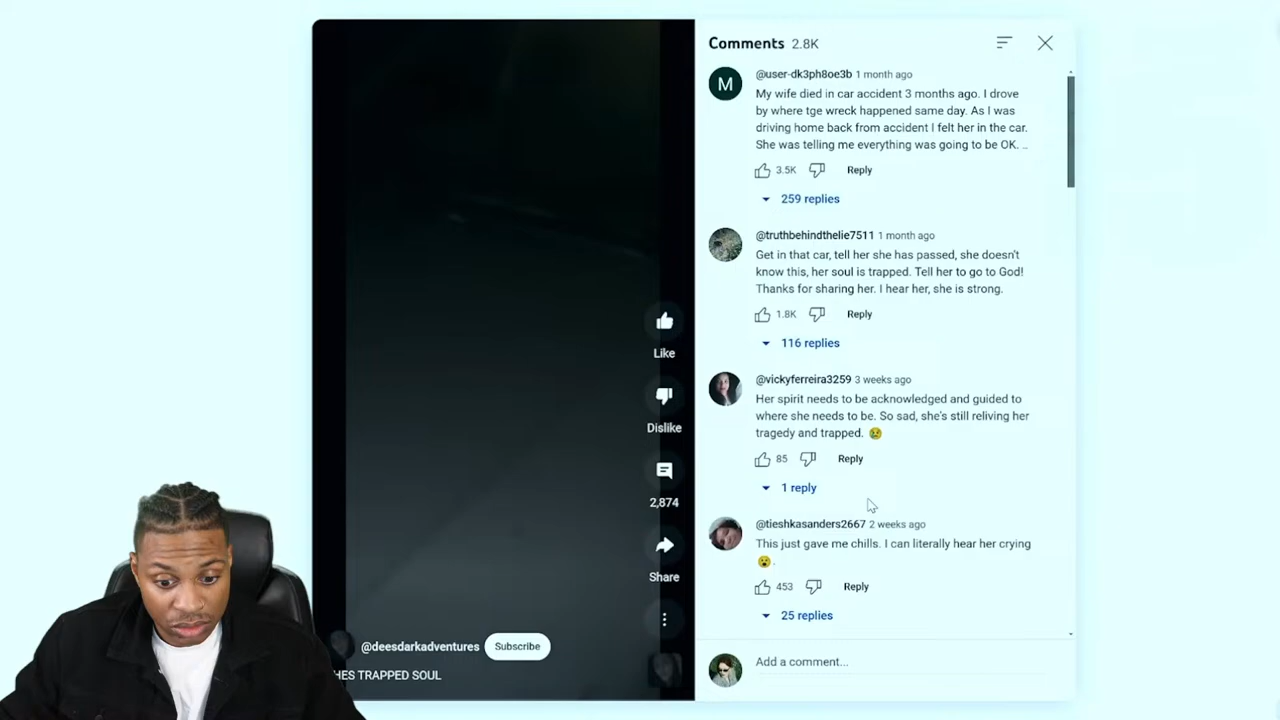 Comments 2.8K
M
@user-dk3ph8oe3b 1 month ago
My wife died in car accident 3 months ago. I drove
by where tge wreck happened same day. As I was
driving home back from accident I felt her in the car.
She was telling me everything was going to be OK. ..
3.5K Reply
259 replies
@truthbehindthelie7511 1 month ago
Get in that car, tell her she has passed, she doesn't
know this, her soul is trapped. Tell her to go to God!
Thanks for sharing her. I hear her, she is strong.
1.8K Reply
116 replies
@vickyferreira3259 3 weeks ago
Her spirit needs to be acknowledged and guided to
where she needs to be. So sad, she's still reliving her
tragedy and trapped. 😢
85 Reply
1 reply
@tieshkasanders2667 2 weeks ago
This just gave me chills. I can literally hear her crying
😮.
453 Reply
25 replies
Add a comment...
Like
Dislike
2,874
Share
@deesdarkadventures Subscribe
HES TRAPPED SOUL